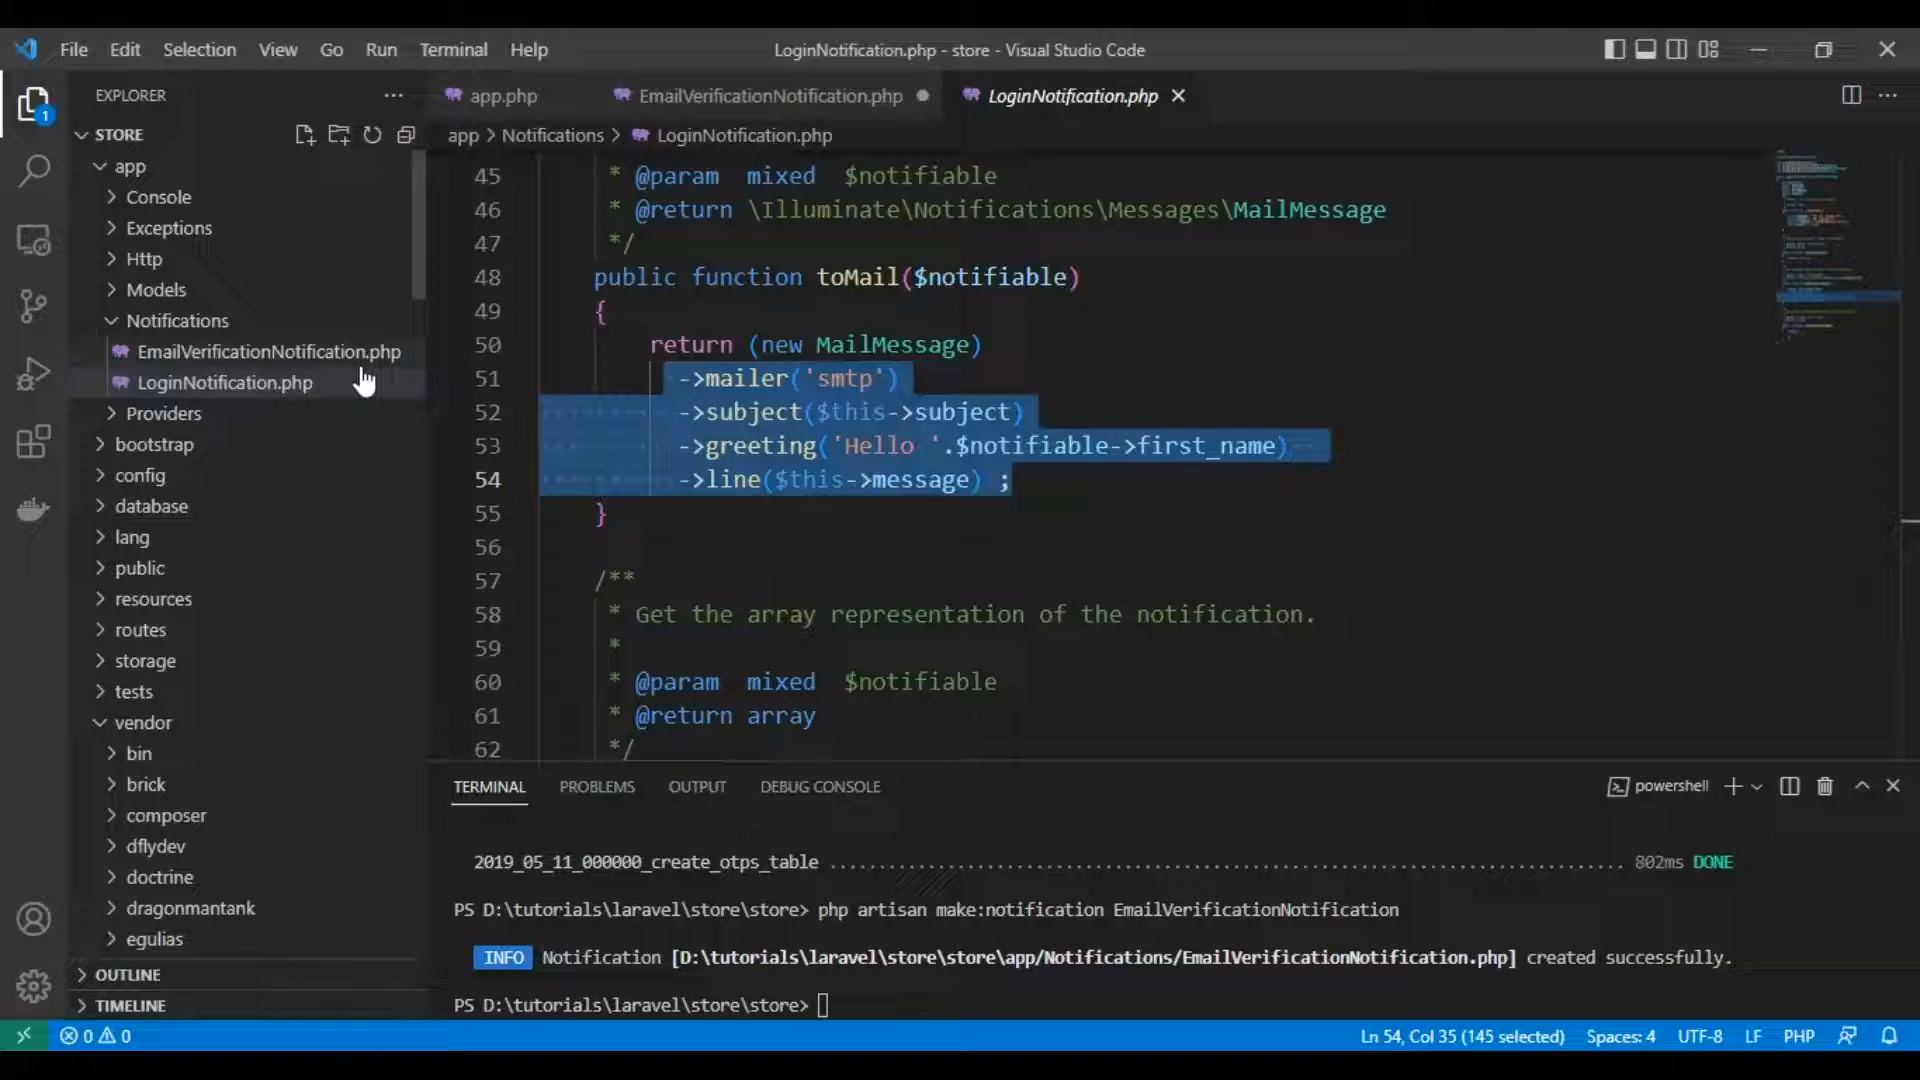 File Edit Selection View Go Run Terminal Help
LoginNotification.php - store - Visual Studio Code
1
EXPLORER
STORE
app
Console
Exceptions
Http
Models
Notifications
EmailVerificationNotification.php
LoginNotification.php
Providers
bootstrap
config
database
lang
public
resources
routes
storage
tests
vendor
bin
brick
composer
dflydev
doctrine
dragonmantank
egulias
OUTLINE
TIMELINE
app.php EmailVerificationNotification.php LoginNotification.php
app > Notifications > LoginNotification.php
45 * @param mixed $notifiable
46 * @return \Illuminate\Notifications\Messages\MailMessage
47 */
48 public function toMail($notifiable)
49 {
50 return (new MailMessage)
51 ->mailer('smtp')
52 ->subject($this->subject)
53 ->greeting('Hello '.$notifiable->first_name)
54 ->line($this->message) ;
55 }
56
57 /**
58 * Get the array representation of the notification.
59 *
60 * @param mixed $notifiable
61 * @return array
62 */
TERMINAL PROBLEMS OUTPUT DEBUG CONSOLE
powershell
2019_05_11_000000_create_otps_table ........................................................................ 802ms DONE
PS D:\tutorials\laravel\store\store> php artisan make:notification EmailVerificationNotification
INFO Notification [D:\tutorials\laravel\store\store\app/Notifications/EmailVerificationNotification.php] created successfully.
PS D:\tutorials\laravel\store\store>
0 0
Ln 54, Col 35 (145 selected) Spaces: 4 UTF-8 LF PHP